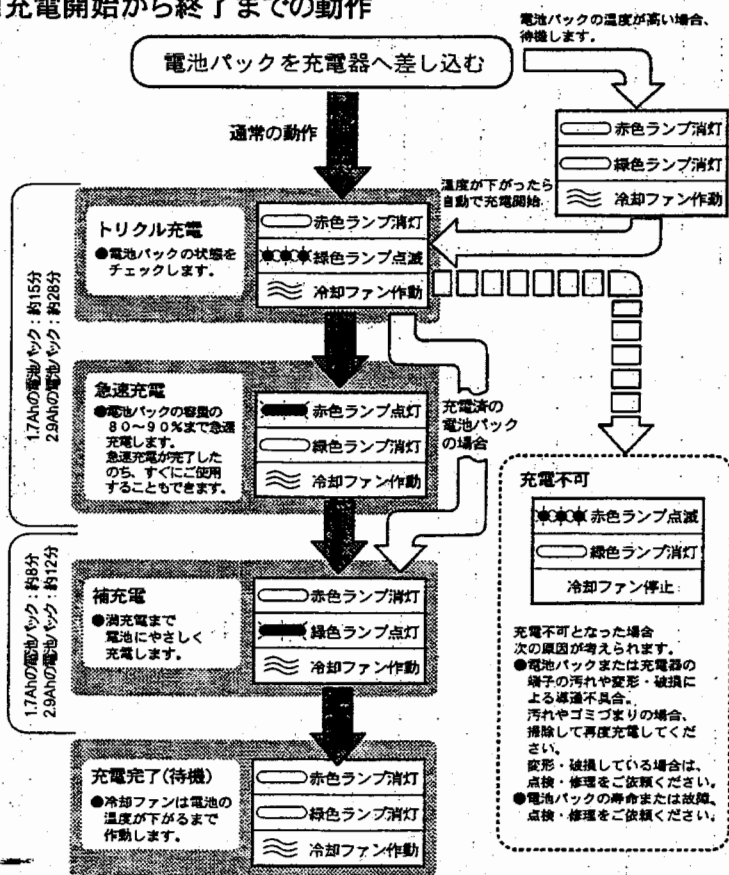 充電開始から終了までの動作
電池パックの温度が高い場合、
待機します。
電池パックを充電器へ差し込む
通常の動作
赤色ランプ消灯
緑色ランプ消灯
冷却ファン作動
温度が下がったら
自動で充電開始
トリクル充電
●電池パックの状態を
チェックします。
赤色ランプ消灯
緑色ランプ点滅
冷却ファン作動
1.7Ahの電池パック：約15分
2.9Ahの電池パック：約28分
急速充電
●電池パックの容量の
80～90%まで急速
充電します。
急速充電が完了した
のち、すぐにご使用
することもできます。
赤色ランプ点灯
緑色ランプ消灯
冷却ファン作動
充電済の
電池パック
の場合
1.7Ahの電池パック：約8分
2.9Ahの電池パック：約12分
補充電
●満充電まで
電池にやさしく
充電します。
赤色ランプ消灯
緑色ランプ点灯
冷却ファン作動
充電完了(待機)
●冷却ファンは電池の
温度が下がるまで
作動します。
赤色ランプ消灯
緑色ランプ消灯
冷却ファン作動
充電不可
赤色ランプ点滅
緑色ランプ消灯
冷却ファン停止
充電不可となった場合
次の原因が考えられます。
●電池パックまたは充電器の
端子の汚れや変形・破損に
よる導通不具合。
汚れやゴミづまりの場合、
掃除して再度充電してくだ
さい。
変形・破損している場合は、
点検・修理をご依頼ください。
●電池パックの寿命または故障。
点検・修理をご依頼ください。